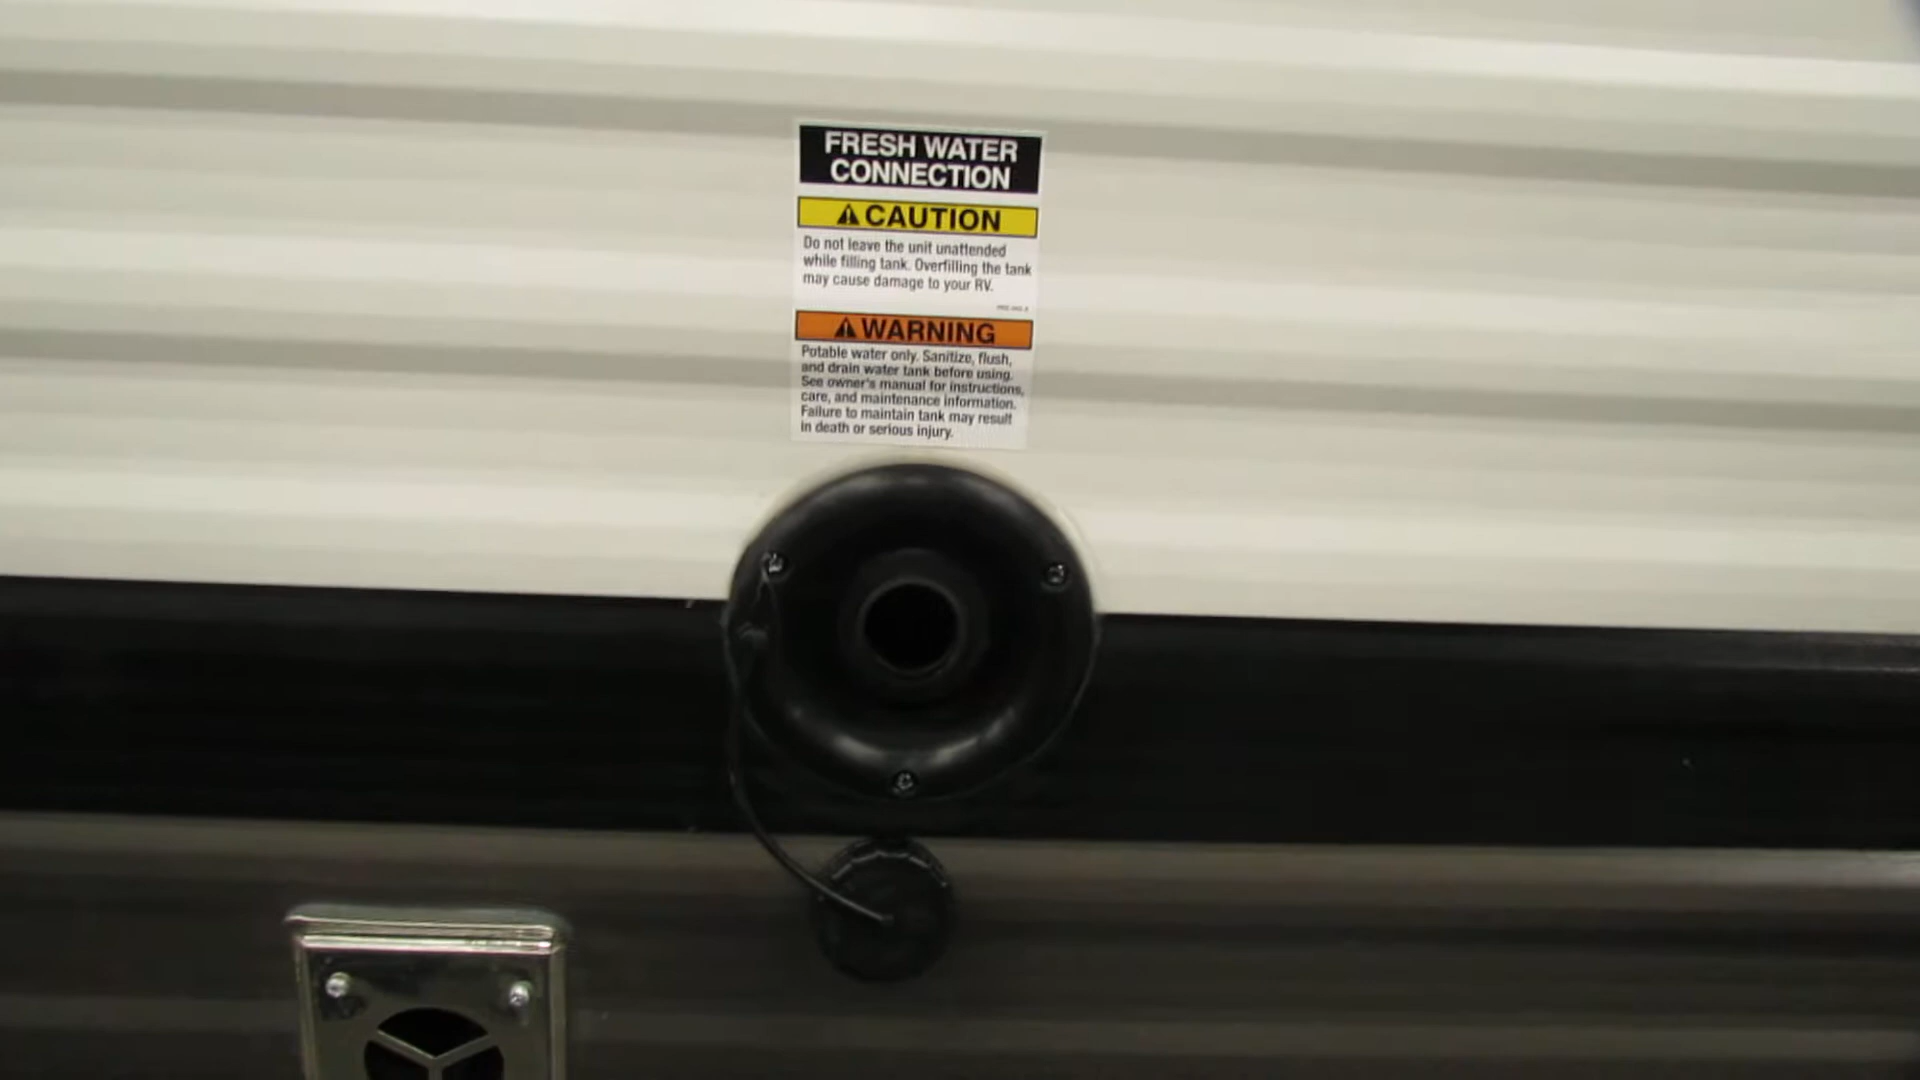 FRESH WATER
CONNECTION
CAUTION
Do not leave the unit unattended
while filling tank. Overfilling the tank
may cause damage to your RV.
WARNING
Potable water only. Sanitize, flush,
and drain water tank before using.
See owner's manual for instructions,
care, and maintenance information.
Failure to maintain tank may result
in death or serious injury.